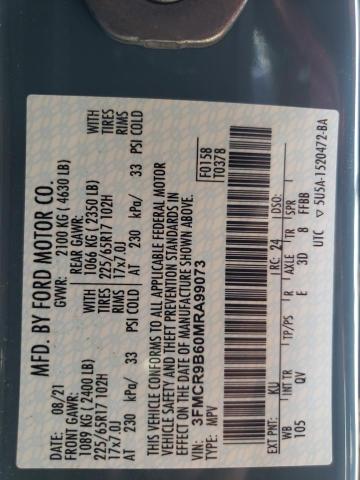 MFD. BY FORD MOTOR CO.
DATE: 08/21 GVWR: 2100 KG ( 4630 LB)
FRONT GAWR: REAR GAWR:
1089 KG ( 2400 LB) 1066 KG ( 2350 LB)
225/65R17 102H WITH TIRES 225/65R17 102H WITH TIRES
17x7.0J RIMS 17x7.0J RIMS
AT 230 kPa/ 33 PSI COLD AT 230 kPa/ 33 PSI COLD
THIS VEHICLE CONFORMS TO ALL APPLICABLE FEDERAL MOTOR
VEHICLE SAFETY AND THEFT PREVENTION STANDARDS IN
EFFECT ON THE DATE OF MANUFACTURE SHOWN ABOVE.
VIN: 3FMCR9B60MRA99073 F0158
TYPE: MPV T0378
EXT PNT: KU RC: 24 DSO:
WB INT TR TP/PS R AXLE TR SPR
105 QV E 3D 8 FFBB
UTC ▽ 5U5A-1520472-BA